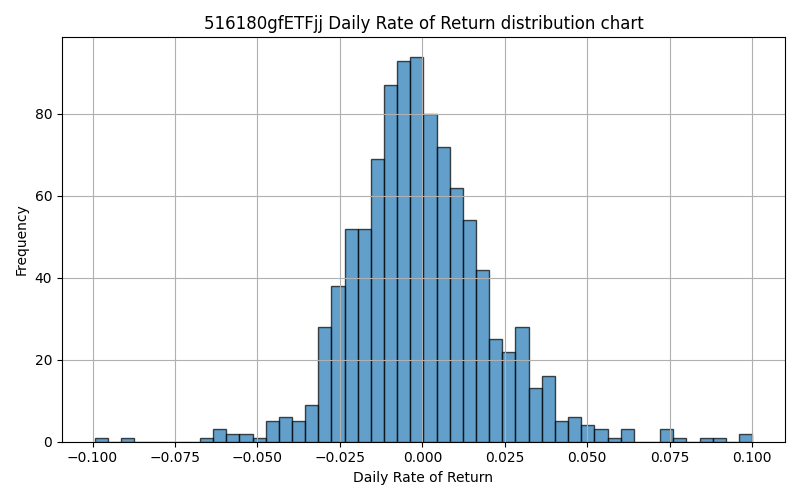 516180gfETFjj Daily Rate of Return distribution chart
Frequency
80
60
40
20
0
−0.100 −0.075 −0.050 −0.025 0.000 0.025 0.050 0.075 0.100
Daily Rate of Return